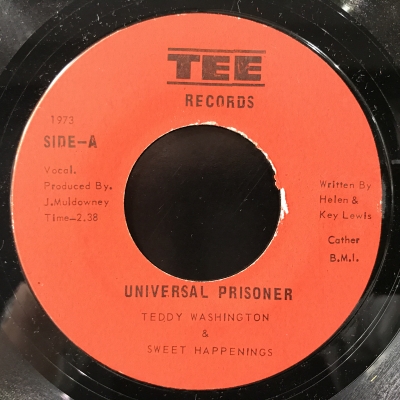 TEE
RECORDS
1973
SIDE-A
Vocal.
Produced By.
J.Muldowney
Time-2.38
Written By
Helen &
Key Lewis
Cather
B.M.I.
UNIVERSAL PRISONER
TEDDY WASHINGTON
&
SWEET HAPPENINGS